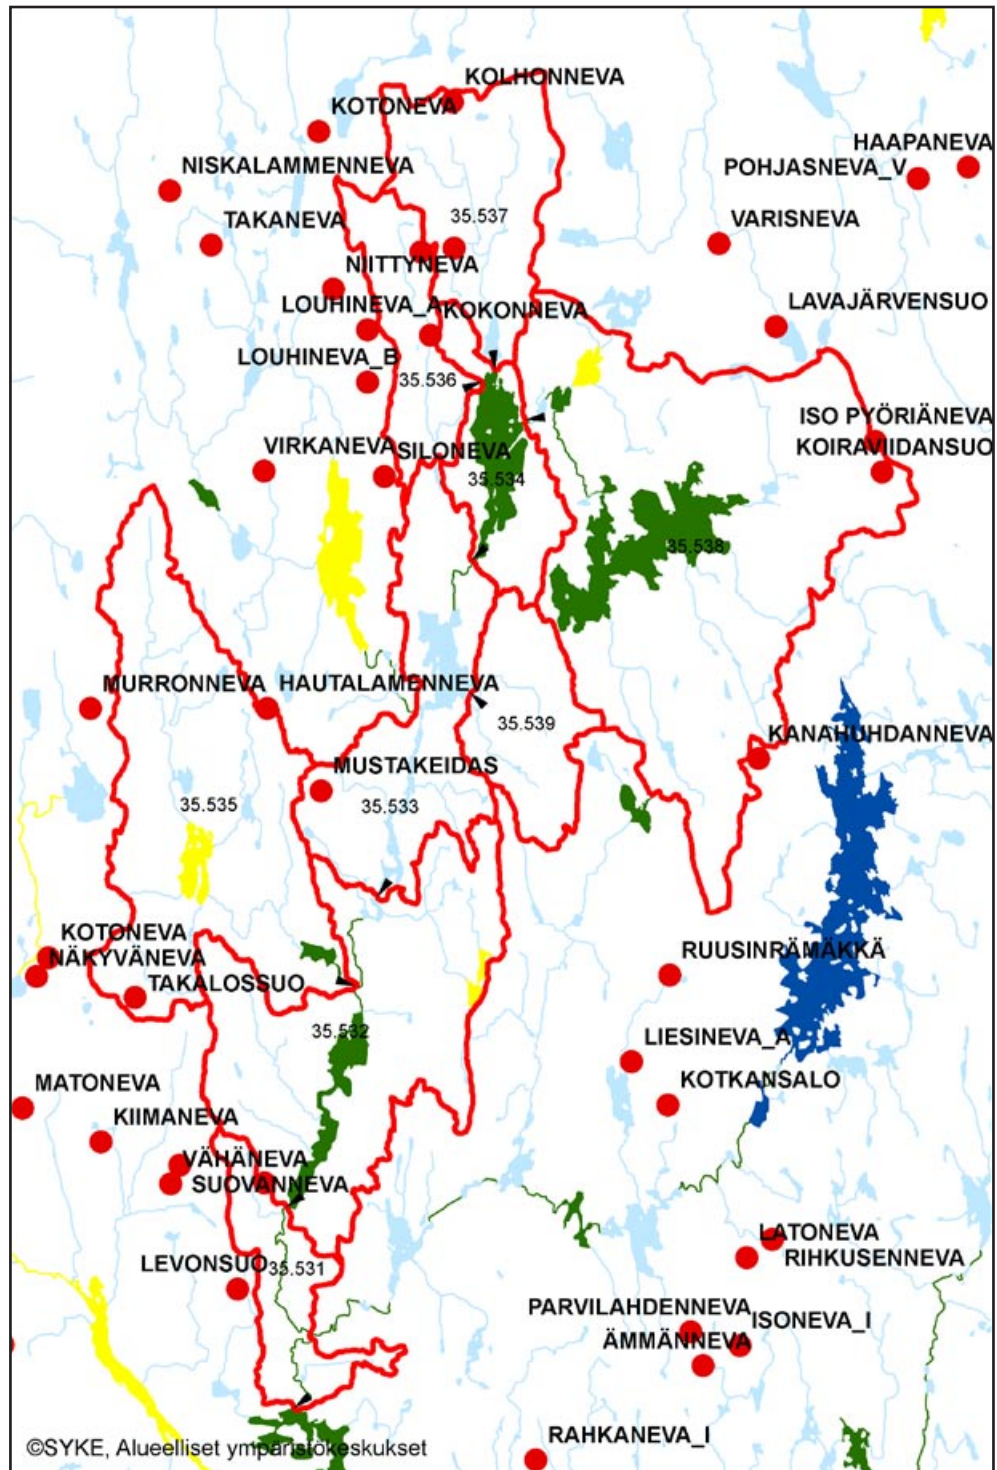 KOLHONNEVA
KOTONEVA
HAAPANEVA
POHJASNEVA_V
NISKALAMMENNEVA
TAKANEVA
35.537
VARISNEVA
NIITTYNEVA
LOUHINEVA_A
KOKONNEVA
LAVAJÄRVENSUO
LOUHINEVA_B
35.536
ISO PYÖRIÄNEVA
VIRKANEVA
SILONEVA
KOIRAVIIDANSUO
35.534
35.538
MURRONNEVA
HAUTALAMENNEVA
35.539
KANAHUHDANNEVA
MUSTAKEIDAS
35.535
35.533
KOTONEVA
NÄKYVÄNEVA
RUUSINRÄMÄKKÄ
TAKALOSSUO
35.532
LIESINEVA_A
MATONEVA
KOTKANSALO
KIIMANEVA
VÄHÄNEVA
SUOVANNEVA
LATONEVA
RIHKUSENNEVA
LEVONSUO
35.531
PARVILAHDENNEVA
ISONEVA_I
ÄMMÄNNEVA
RAHKANEVA_I
©SYKE, Alueelliset ympäristökeskukset